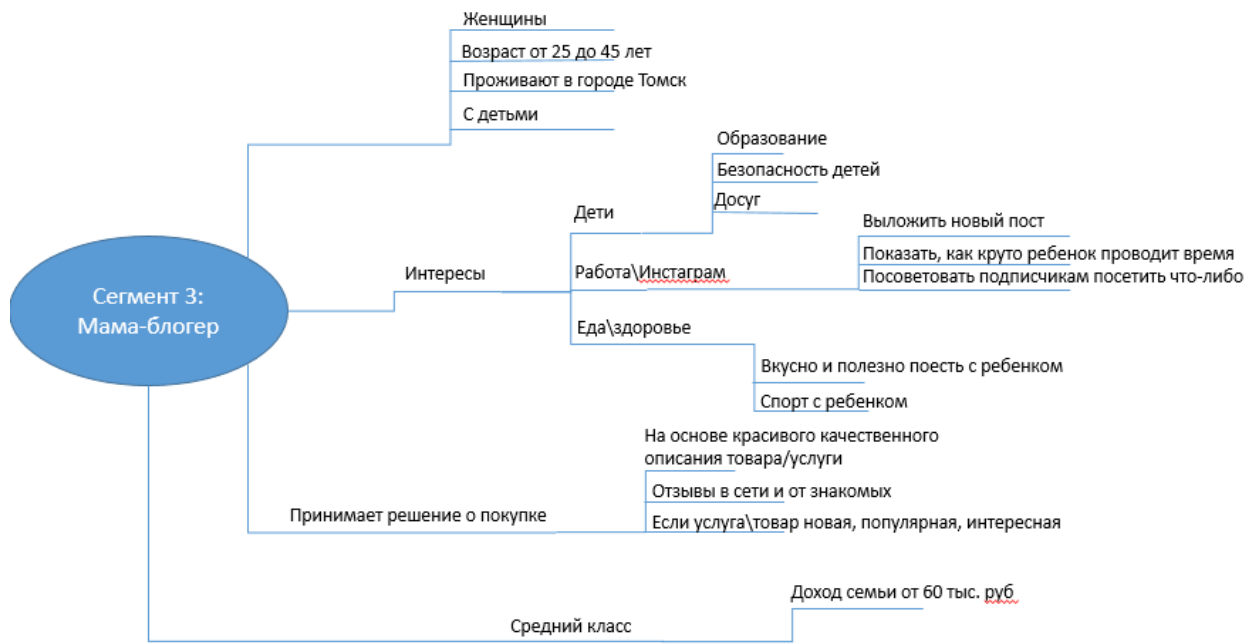 Женщины
Возраст от 25 до 45 лет
Проживают в городе Томск
С детьми
Образование
Безопасность детей
Досуг
Дети
Выложить новый пост
Показать, как круто ребенок проводит время
Посоветовать подписчикам посетить что-либо
Интересы
Работа\Инстаграм
Сегмент 3:
Мама-блогер
Еда\здоровье
Вкусно и полезно поесть с ребенком
Спорт с ребенком
На основе красивого качественного
описания товара/услуги
Отзывы в сети и от знакомых
Принимает решение о покупке
Если услуга\товар новая, популярная, интересная
Доход семьи от 60 тыс. руб
Средний класс